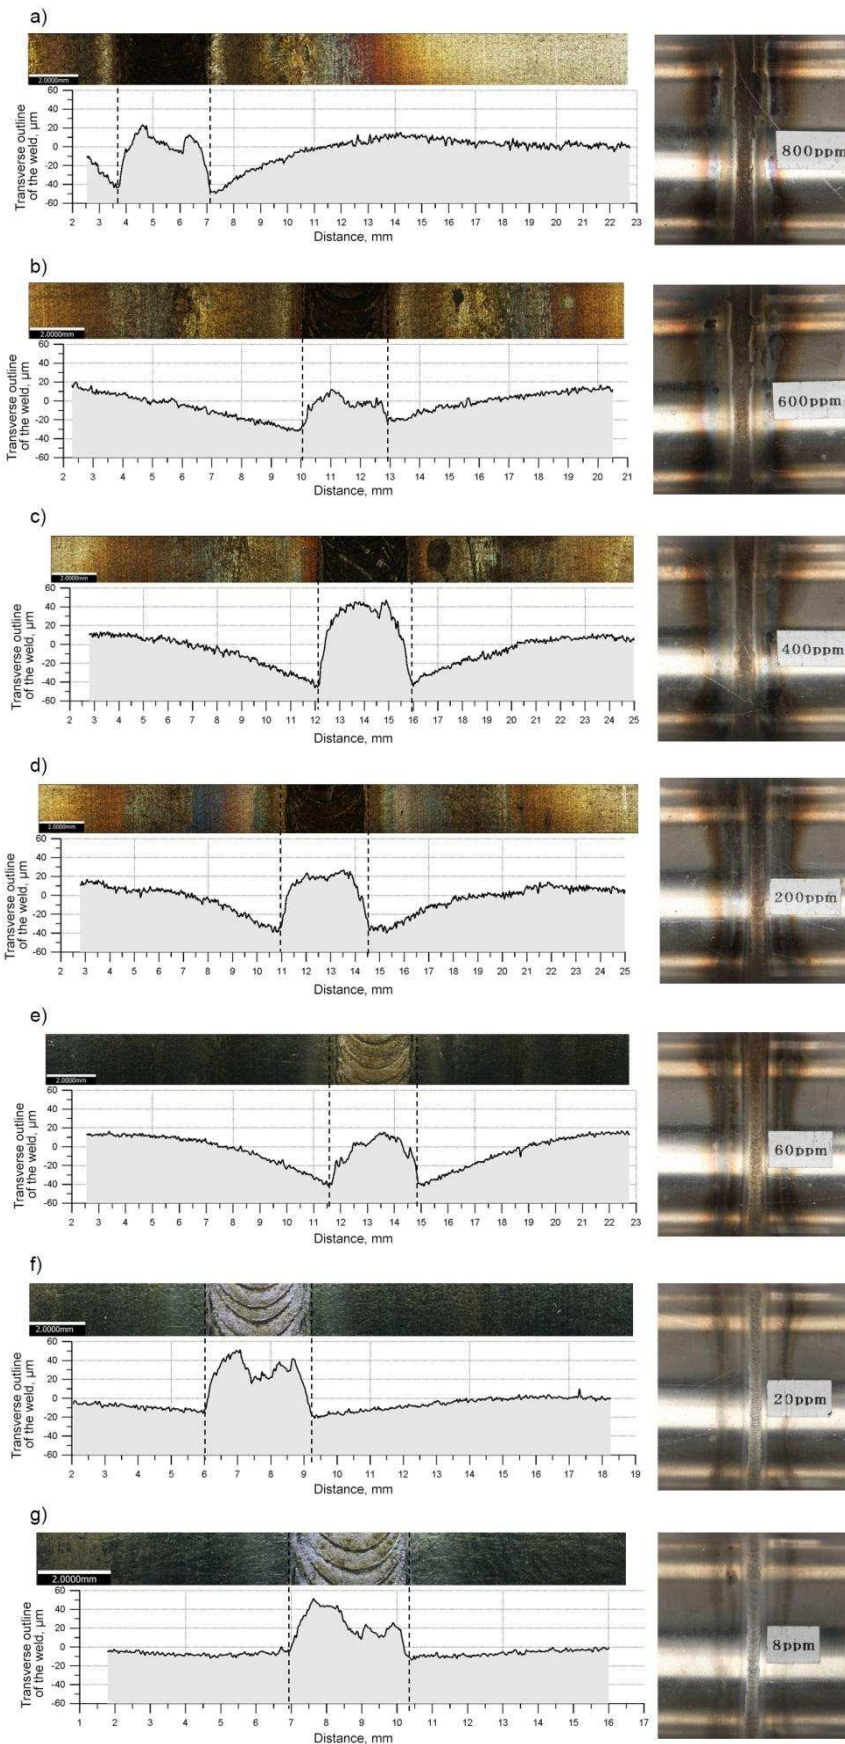 a)
2.0000mm
Transverse outline
of the weld, µm
60
40
20
0
-20
-40
-60
2 3 4 5 6 7 8 9 10 11 12 13 14 15 16 17 18 19 20 21 22 23
Distance, mm
800ppm
b)
2.0000mm
Transverse outline
of the weld, µm
60
40
20
0
-20
-40
-60
2 3 4 5 6 7 8 9 10 11 12 13 14 15 16 17 18 19 20 21
Distance, mm
600ppm
c)
2.0000mm
Transverse outline
of the weld, µm
60
40
20
0
-20
-40
-60
2 3 4 5 6 7 8 9 10 11 12 13 14 15 16 17 18 19 20 21 22 23 24 25
Distance, mm
400ppm
d)
2.0000mm
Transverse outline
of the weld, µm
60
40
20
0
-20
-40
-60
2 3 4 5 6 7 8 9 10 11 12 13 14 15 16 17 18 19 20 21 22 23 24 25
Distance, mm
200ppm
e)
2.0000mm
Transverse outline
of the weld, µm
60
40
20
0
-20
-40
-60
2 3 4 5 6 7 8 9 10 11 12 13 14 15 16 17 18 19 20 21 22 23
Distance, mm
60ppm
f)
2.0000mm
Transverse outline
of the weld, µm
60
40
20
0
-20
-40
-60
2 3 4 5 6 7 8 9 10 11 12 13 14 15 16 17 18 19
Distance, mm
20ppm
g)
2.0000mm
Transverse outline
of the weld, µm
60
40
20
0
-20
-40
-60
1 2 3 4 5 6 7 8 9 10 11 12 13 14 15 16 17
Distance, mm
8ppm